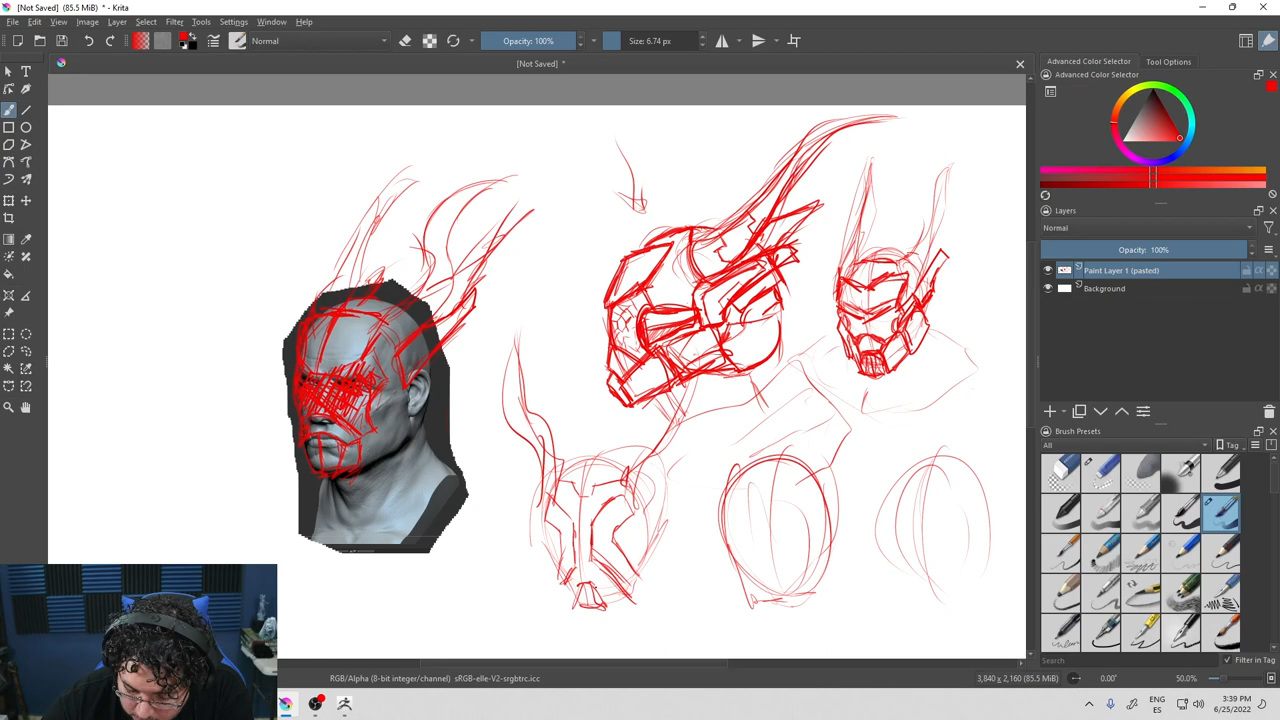 [Not Saved] (85.5 MiB) * - Krita
File Edit View Image Layer Select Filter Tools Settings Window Help
Normal Opacity: 100% Size: 6.74 px
[Not Saved] *
Advanced Color Selector Tool Options
Advanced Color Selector
Layers
Normal
Opacity: 100%
Paint Layer 1 (pasted)
Background
Brush Presets
All Tag
Search Filter in Tag
RGB/Alpha (8-bit integer/channel) sRGB-elle-V2-srgbtrc.icc 3,840 x 2,160 (85.5 MiB) 0.00° 50.0%
ENG
ES
3:39 PM
6/25/2022